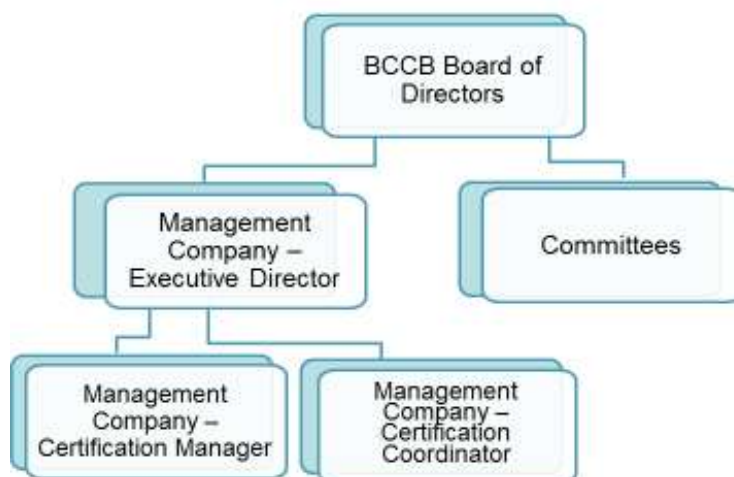 BCCB Board of
Directors
Management
Company –
Executive Director
Committees
Management
Company –
Certification Manager
Management
Company –
Certification
Coordinator